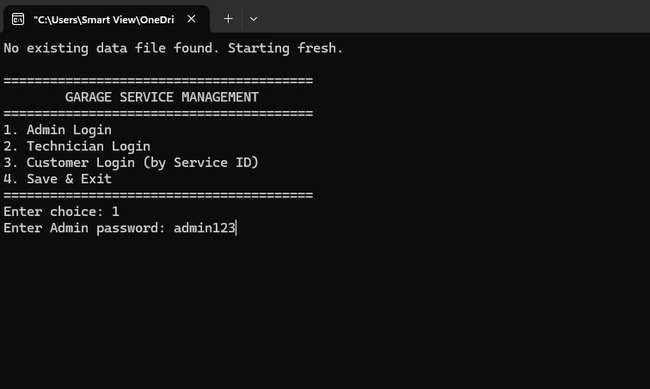 "C:\Users\Smart View\OneDri
No existing data file found. Starting fresh.
========================================
GARAGE SERVICE MANAGEMENT
========================================
1. Admin Login
2. Technician Login
3. Customer Login (by Service ID)
4. Save & Exit
========================================
Enter choice: 1
Enter Admin password: admin123